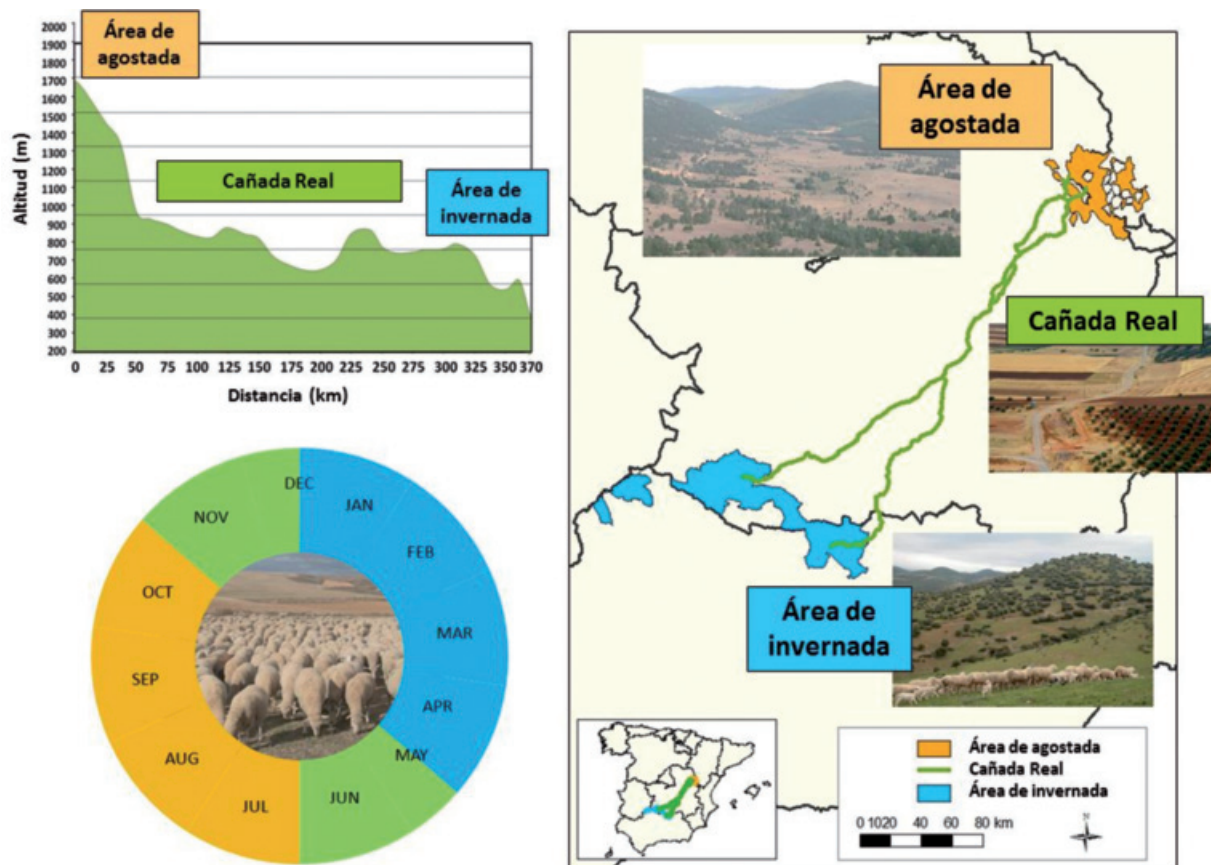 2000
1900
1800
1700
1600
1500
1400
1300
1200
1100
1000
900
800
700
600
500
400
300
200
Altitud (m)
Área de
agostada
Cañada Real
Área de
invernada
0 25 50 75 100 125 150 175 200 225 250 275 300 325 350 370
Distancia (km)
DEC
JAN
NOV
FEB
OCT
MAR
SEP
APR
AUG
MAY
JUL
JUN
Área de
agostada
Cañada Real
Área de
invernada
Área de agostada
Cañada Real
Área de invernada
0 1020 40 60 80 km